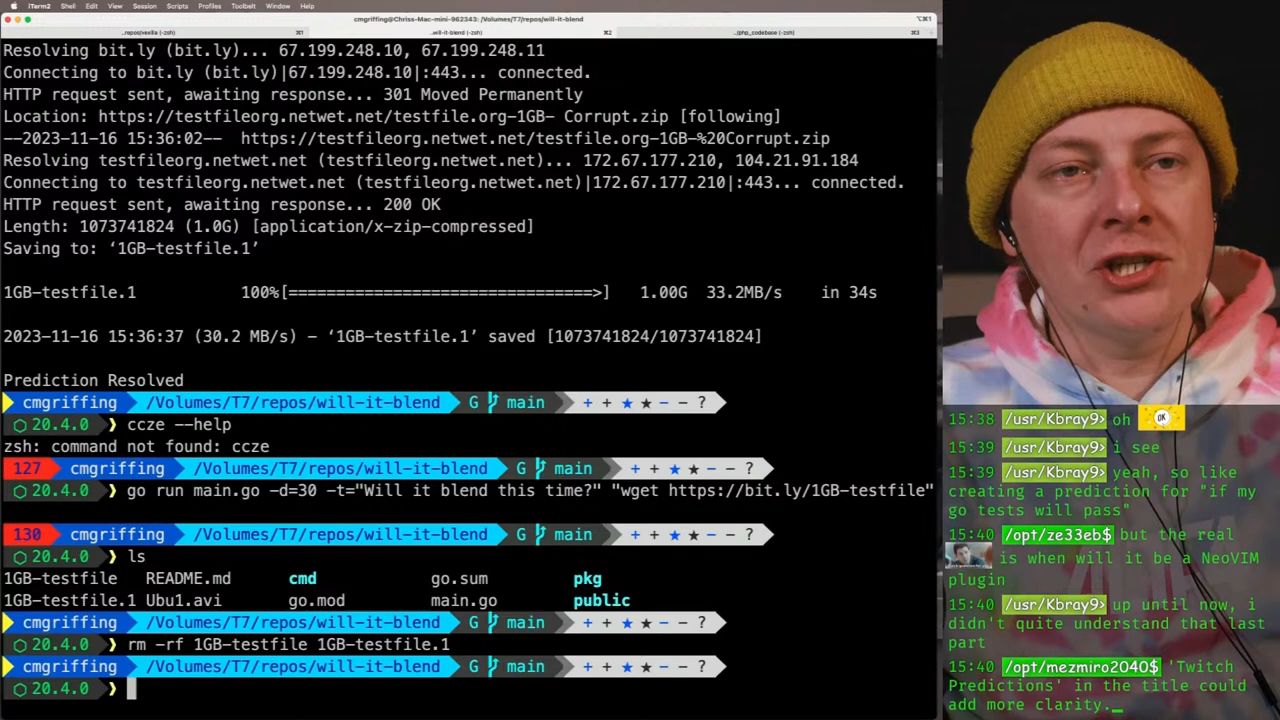 iTerm2 Shell Edit View Session Scripts Profiles Toolbelt Window Help
cmgriffing@Chriss-Mac-mini-962343: /Volumes/T7/repos/will-it-blend
⌥⌘1
..repos/vexilla (-zsh) ⌘1 ..will-it-blend (-zsh) ⌘2 ../php_codebase (-zsh) ⌘3
Resolving bit.ly (bit.ly)... 67.199.248.10, 67.199.248.11
Connecting to bit.ly (bit.ly)|67.199.248.10|:443... connected.
HTTP request sent, awaiting response... 301 Moved Permanently
Location: https://testfileorg.netwet.net/testfile.org-1GB- Corrupt.zip [following]
--2023-11-16 15:36:02-- https://testfileorg.netwet.net/testfile.org-1GB-%20Corrupt.zip
Resolving testfileorg.netwet.net (testfileorg.netwet.net)... 172.67.177.210, 104.21.91.184
Connecting to testfileorg.netwet.net (testfileorg.netwet.net)|172.67.177.210|:443... connected.
HTTP request sent, awaiting response... 200 OK
Length: 1073741824 (1.0G) [application/x-zip-compressed]
Saving to: ‘1GB-testfile.1’
1GB-testfile.1 100%[================================>] 1.00G 33.2MB/s in 34s
2023-11-16 15:36:37 (30.2 MB/s) – ‘1GB-testfile.1’ saved [1073741824/1073741824]
Prediction Resolved
cmgriffing /Volumes/T7/repos/will-it-blend G main + + ★ ★ – – ?
20.4.0 ❯ ccze --help
zsh: command not found: ccze
127 cmgriffing /Volumes/T7/repos/will-it-blend G main + + ★ ★ – – ?
20.4.0 ❯ go run main.go -d=30 -t="Will it blend this time?" "wget https://bit.ly/1GB-testfile"
130 cmgriffing /Volumes/T7/repos/will-it-blend G main + + ★ ★ – – ?
20.4.0 ❯ ls
1GB-testfile README.md cmd go.sum pkg
1GB-testfile.1 Ubu1.avi go.mod main.go public
cmgriffing /Volumes/T7/repos/will-it-blend G main + + ★ ★ – – ?
20.4.0 ❯ rm -rf 1GB-testfile 1GB-testfile.1
cmgriffing /Volumes/T7/repos/will-it-blend G main + + ★ ★ – – ?
20.4.0 ❯
15:38 /usr/Kbray9> oh OK
15:39 /usr/Kbray9> i see
15:39 /usr/Kbray9> yeah, so like
creating a prediction for "if my
go tests will pass"
15:40 /opt/ze33eb$ but the real
is when will it be a NeoVIM
plugin
15:40 /usr/Kbray9> up until now, i
didn't quite understand that last
part
15:40 /opt/mezmiro2040$ 'Twitch
Predictions' in the title could
add more clarity._